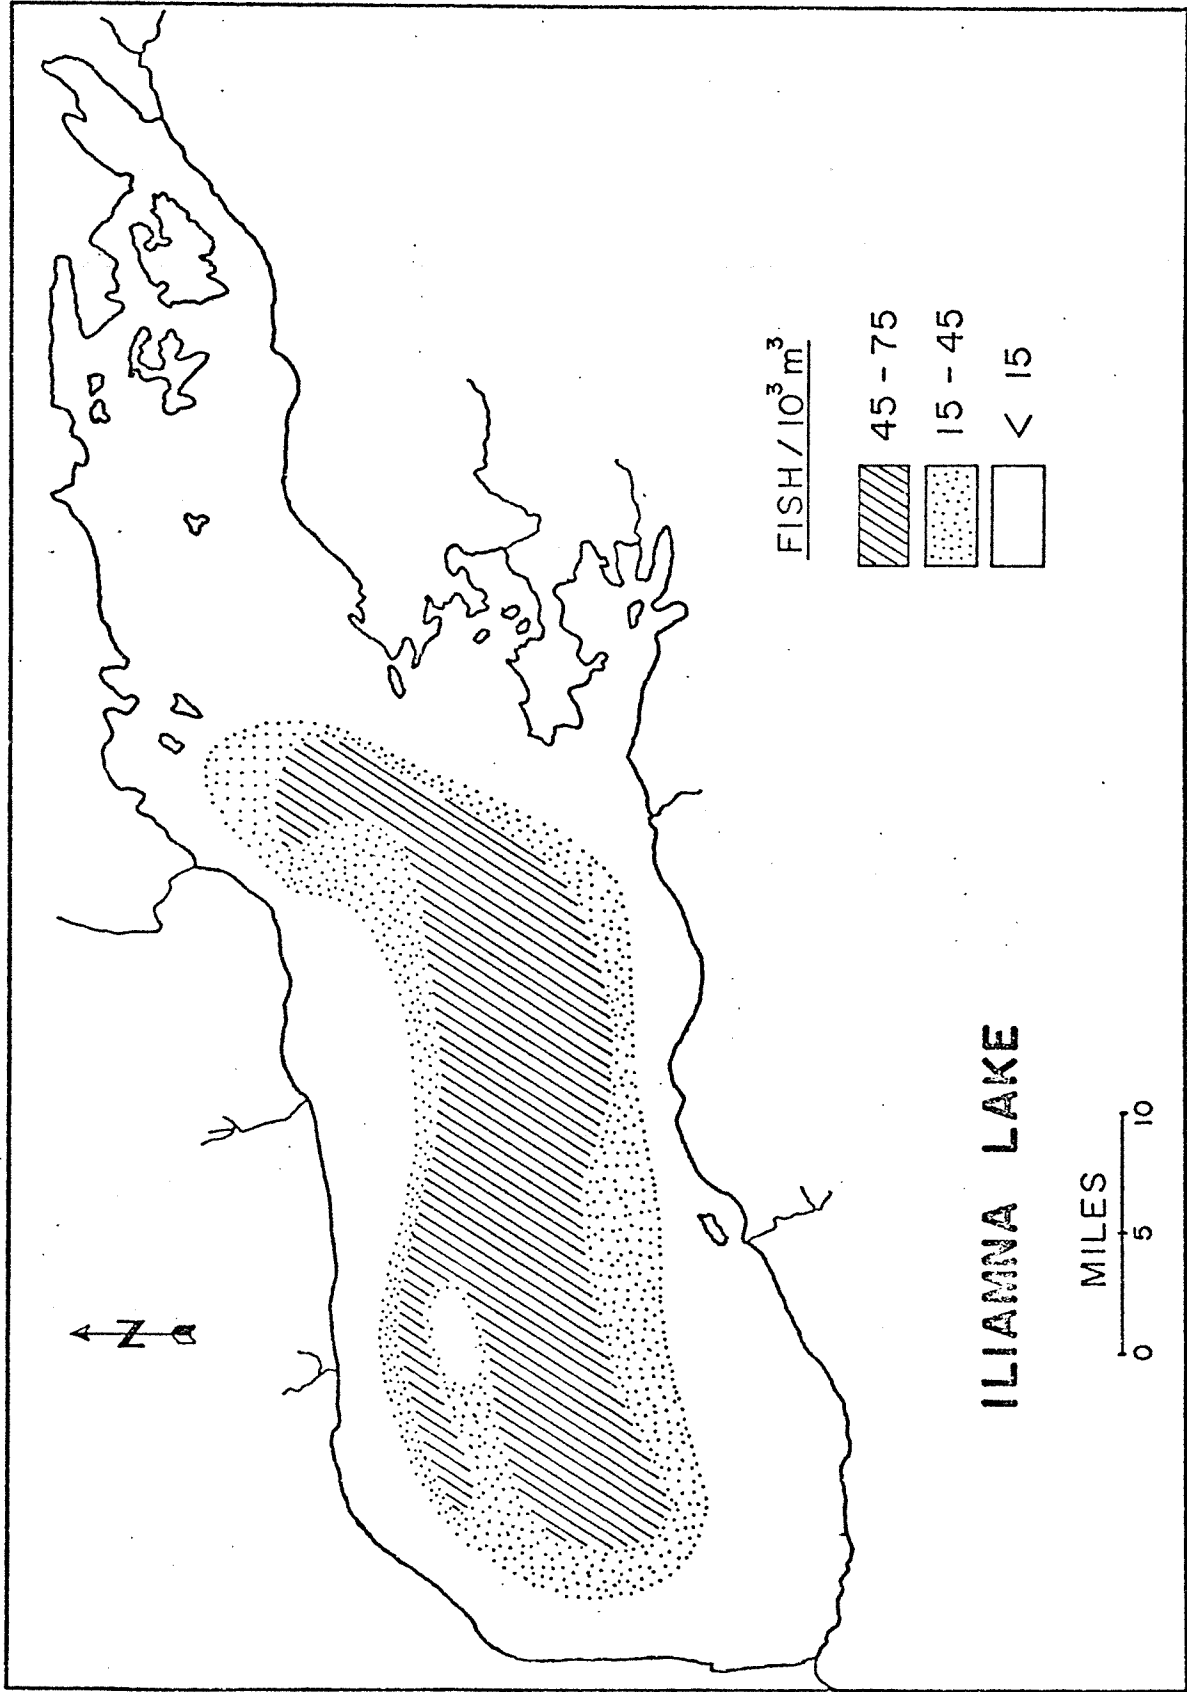 N
FISH / 10³ m³
45 - 75
15 - 45
< 15
ILIAMNA LAKE
MILES
0 5 10